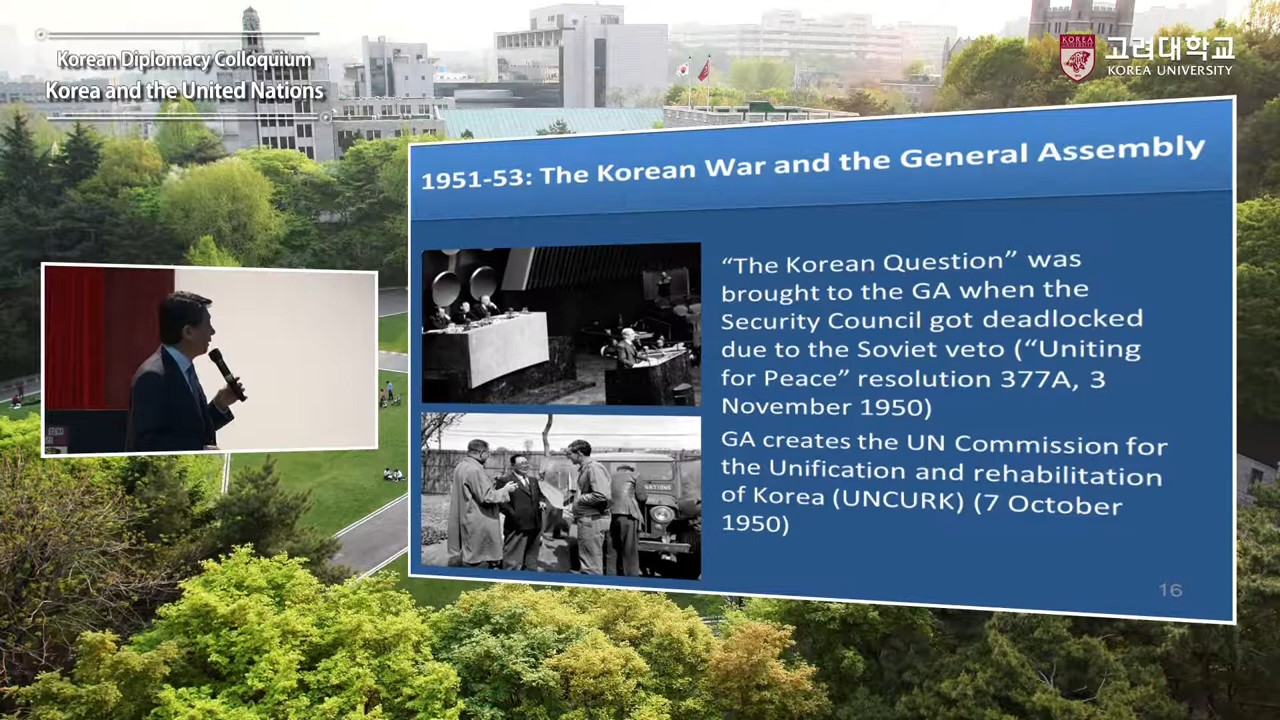 Korean Diplomacy Colloquium
Korea and the United Nations
고려대학교
KOREA UNIVERSITY
KOREA
1951-53: The Korean War and the General Assembly
“The Korean Question” was
brought to the GA when the
Security Council got deadlocked
due to the Soviet veto (“Uniting
for Peace” resolution 377A, 3
November 1950)
GA creates the UN Commission for
the Unification and rehabilitation
of Korea (UNCURK) (7 October
1950)
NATIONS
16